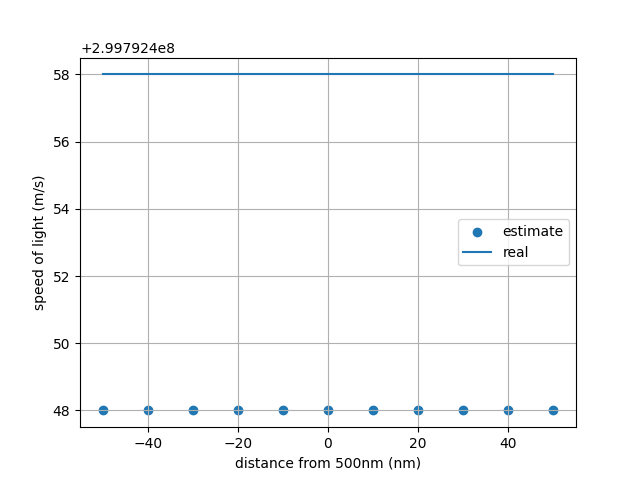 +2.997924e8
58
56
54
52
50
48
speed of light (m/s)
estimate
real
−40
−20
0
20
40
distance from 500nm (nm)